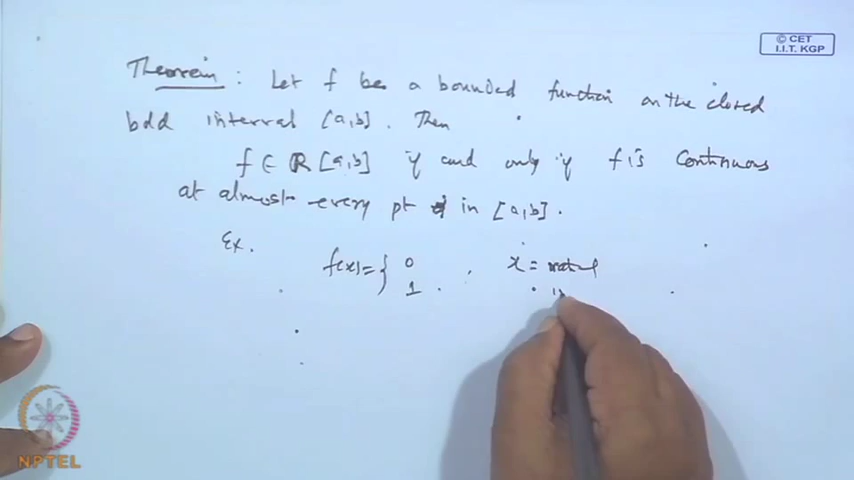 © CET
I.I.T. KGP
Theorem : Let f be a bounded function on the closed
bdd interval [a,b]. Then
f ∈ R [a,b] if and only if f is continuous
at almost every pt in [a,b].
Ex.
f(x) = { 0 , x = rational
1 .
NPTEL